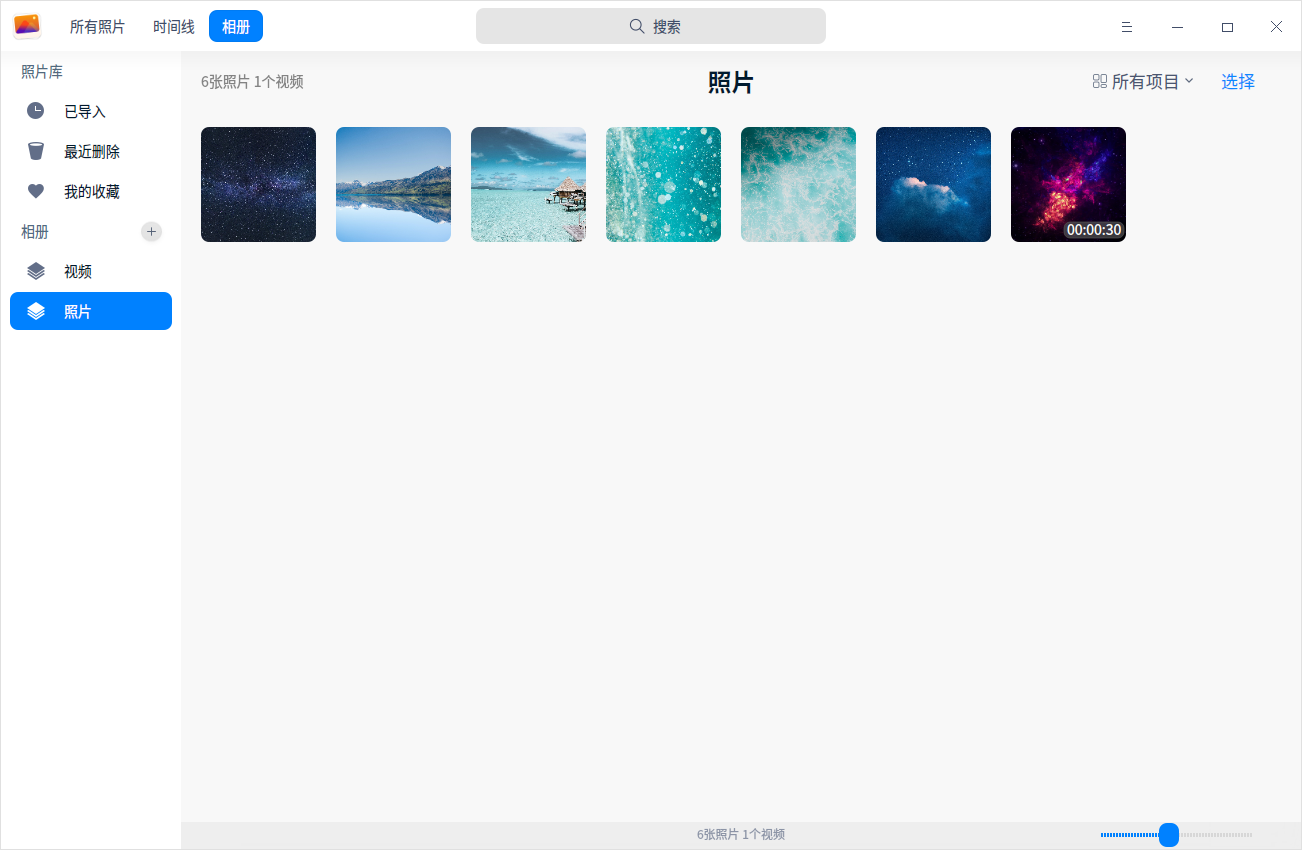 所有照片 时间线 相册 搜索
照片库
已导入
最近删除
我的收藏
相册
视频
照片
6张照片 1个视频 照片 所有项目 选择
00:00:30
6张照片 1个视频